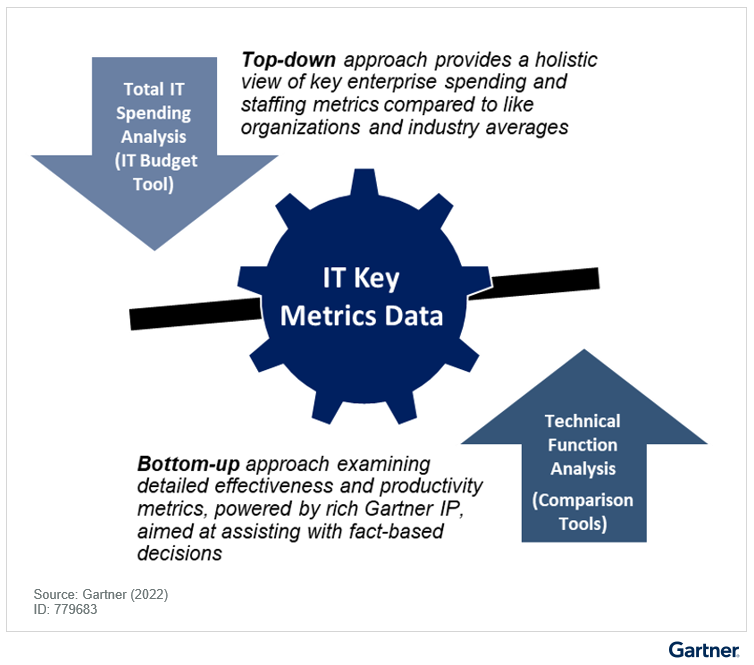 Total IT
Spending
Analysis
(IT Budget
Tool)
Top-down approach provides a holistic
view of key enterprise spending and
staffing metrics compared to like
organizations and industry averages
IT Key
Metrics Data
Bottom-up approach examining
detailed effectiveness and productivity
metrics, powered by rich Gartner IP,
aimed at assisting with fact-based
decisions
Technical
Function
Analysis
(Comparison
Tools)
Source: Gartner (2022)
ID: 779683
Gartner